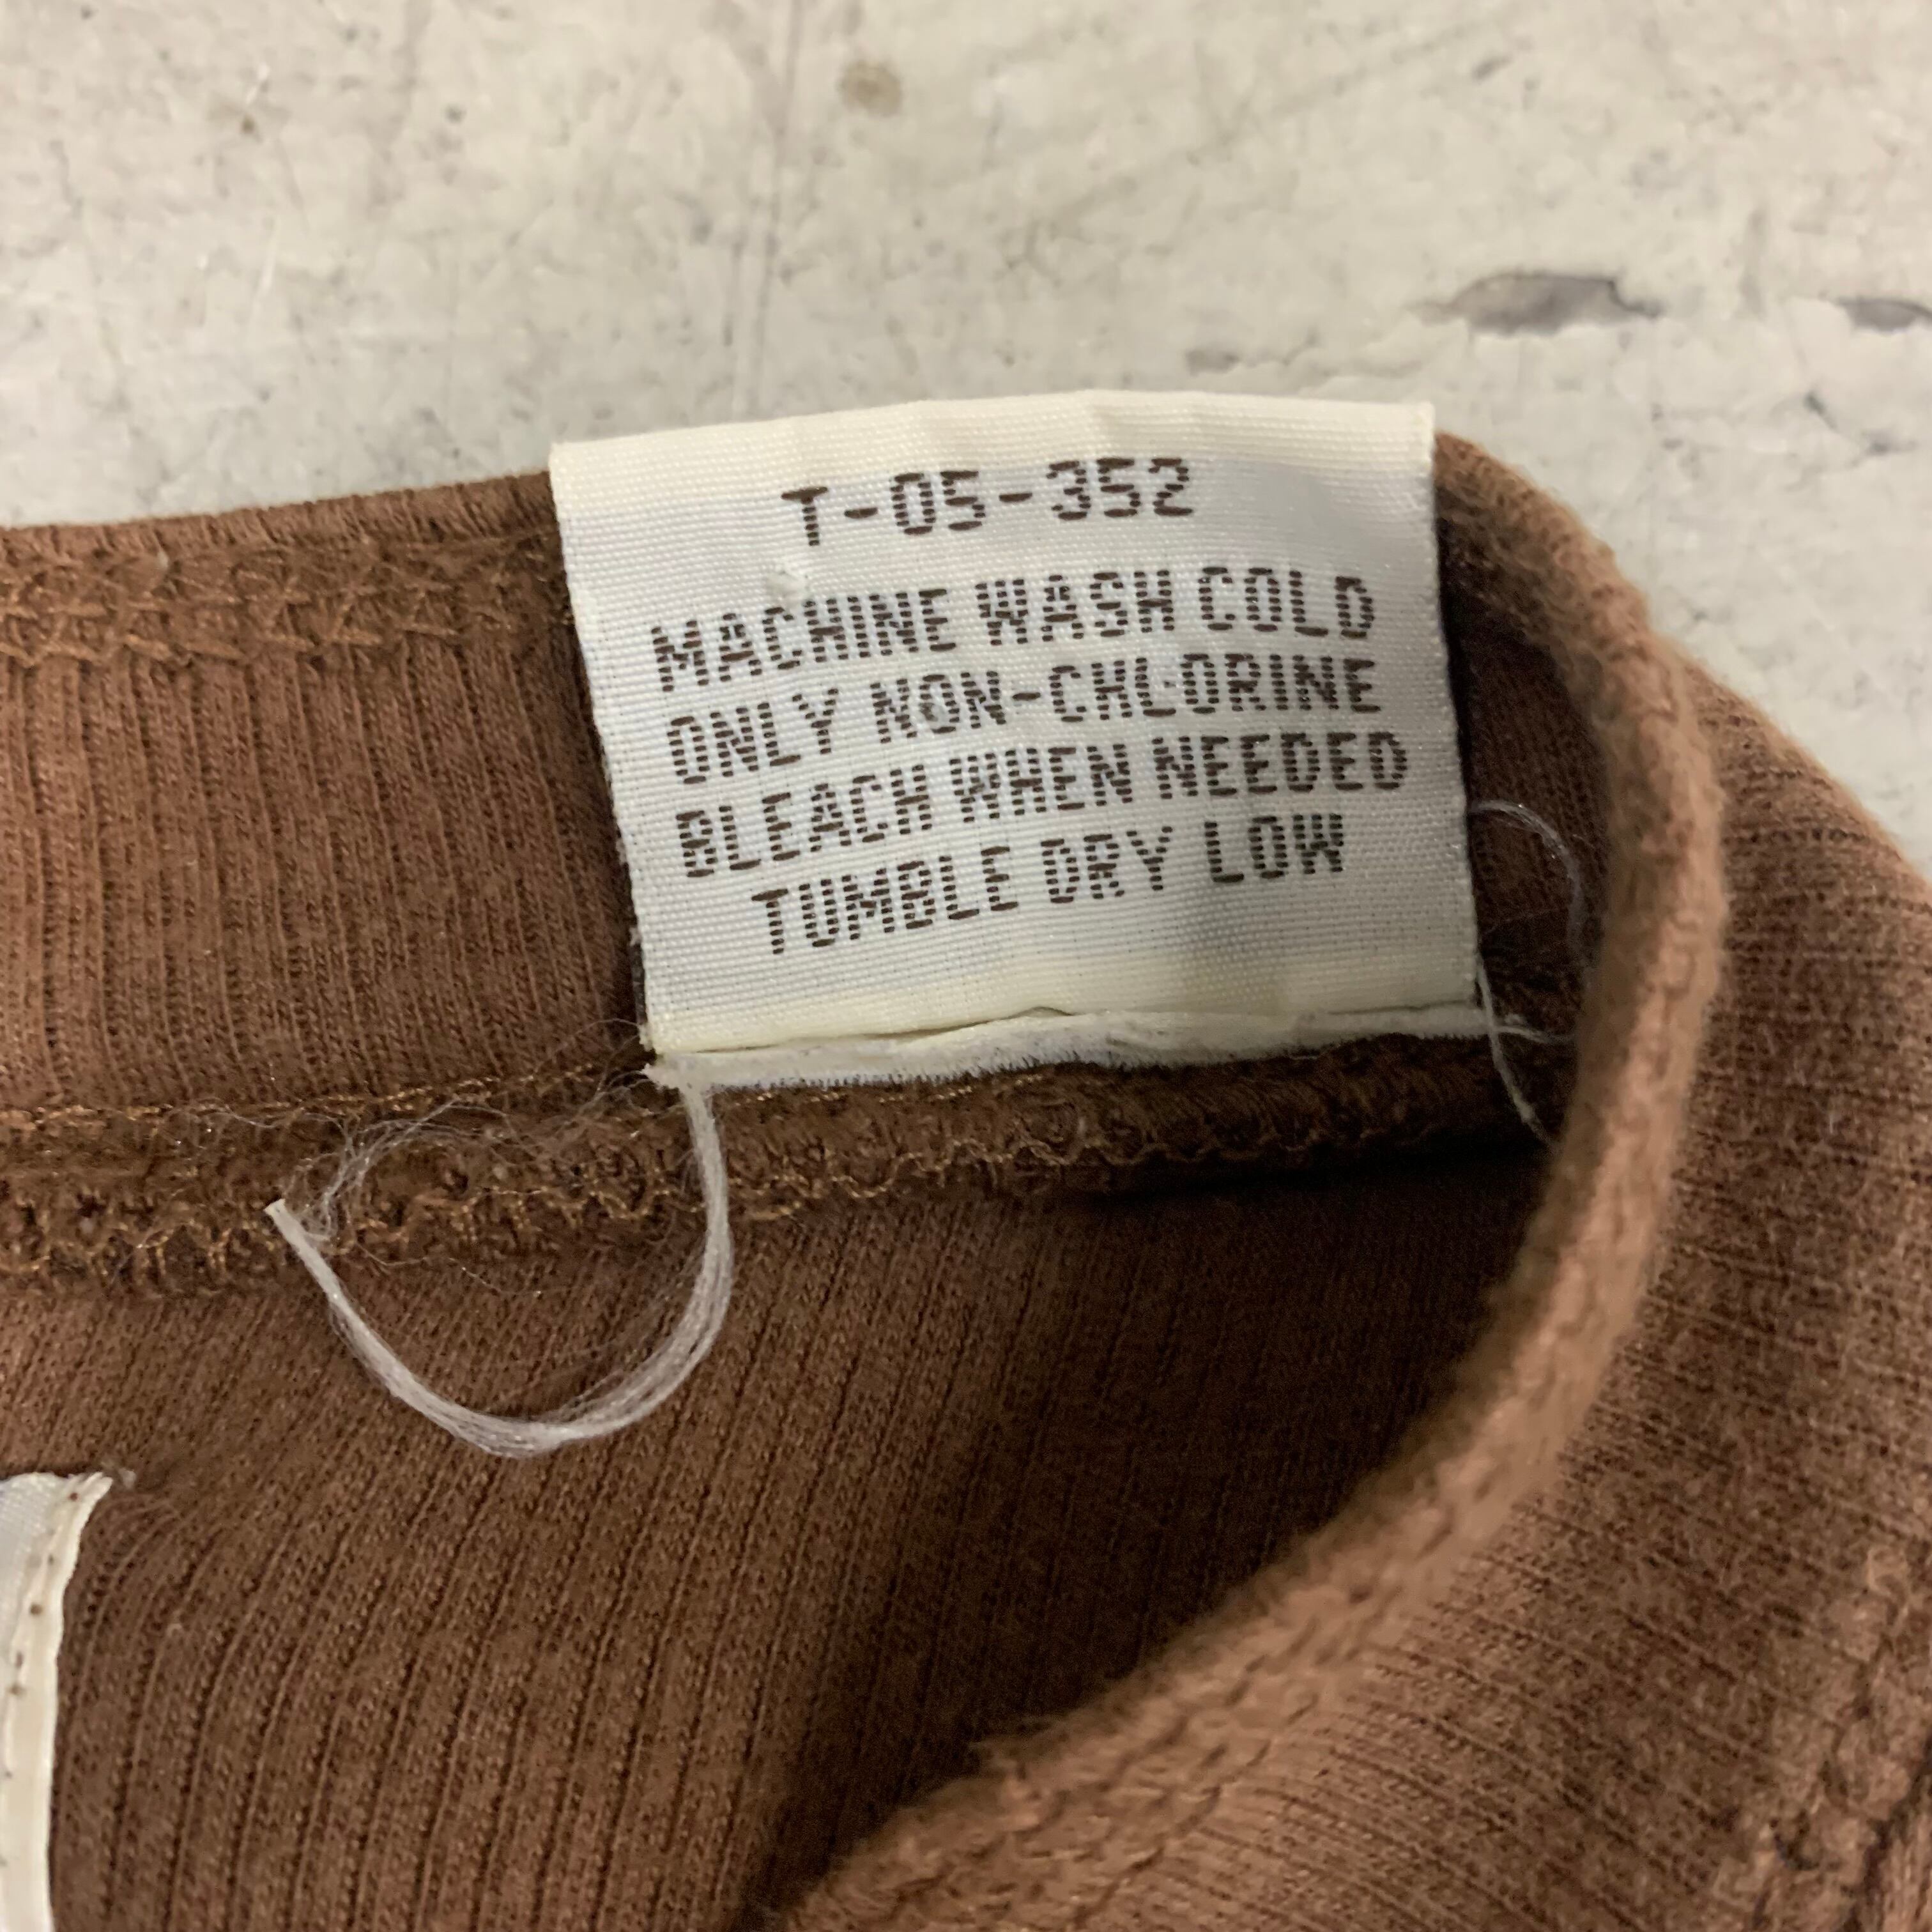 T-05-352
MACHINE WASH COLD
ONLY NON-CHLORINE
BLEACH WHEN NEEDED
TUMBLE DRY LOW